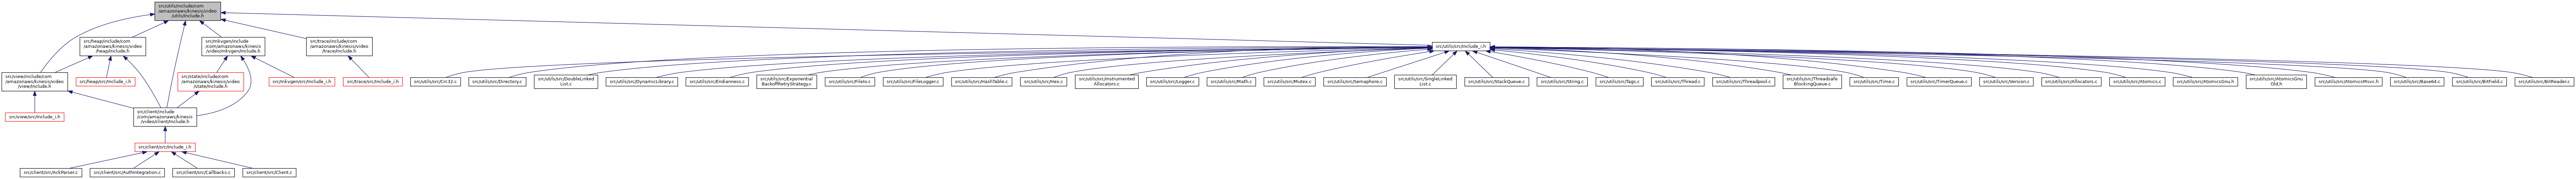 src/utils/include/com
/amazonaws/kinesis/video
/utils/Include.h
src/heap/include/com
/amazonaws/kinesis/video
/heap/Include.h
src/mkvgen/include
/com/amazonaws/kinesis
/video/mkvgen/Include.h
src/trace/include/com
/amazonaws/kinesis/video
/trace/Include.h
src/utils/src/Include_i.h
src/view/include/com
/amazonaws/kinesis/video
/view/Include.h
src/heap/src/Include_i.h
src/state/include/com
/amazonaws/kinesis/video
/state/Include.h
src/mkvgen/src/Include_i.h
src/trace/src/Include_i.h
src/utils/src/Crc32.c
src/utils/src/Directory.c
src/utils/src/DoubleLinked
List.c
src/utils/src/DynamicLibrary.c
src/utils/src/Endianness.c
src/utils/src/Exponential
BackoffRetryStrategy.c
src/utils/src/FileIo.c
src/utils/src/FileLogger.c
src/utils/src/HashTable.c
src/utils/src/Hex.c
src/utils/src/Instrumented
Allocators.c
src/utils/src/Logger.c
src/utils/src/Math.c
src/utils/src/Mutex.c
src/utils/src/Semaphore.c
src/utils/src/SingleLinked
List.c
src/utils/src/StackQueue.c
src/utils/src/String.c
src/utils/src/Tags.c
src/utils/src/Thread.c
src/utils/src/Threadpool.c
src/utils/src/Threadsafe
BlockingQueue.c
src/utils/src/Time.c
src/utils/src/TimerQueue.c
src/utils/src/Version.c
src/utils/src/Allocators.c
src/utils/src/Atomics.c
src/utils/src/AtomicsGnu.h
src/utils/src/AtomicsGnu
Old.h
src/utils/src/AtomicsMsvc.h
src/utils/src/Base64.c
src/utils/src/BitField.c
src/utils/src/BitReader.c
src/view/src/Include_i.h
src/client/include
/com/amazonaws/kinesis
/video/client/Include.h
src/client/src/Include_i.h
src/client/src/AckParser.c
src/client/src/AuthIntegration.c
src/client/src/Callbacks.c
src/client/src/Client.c